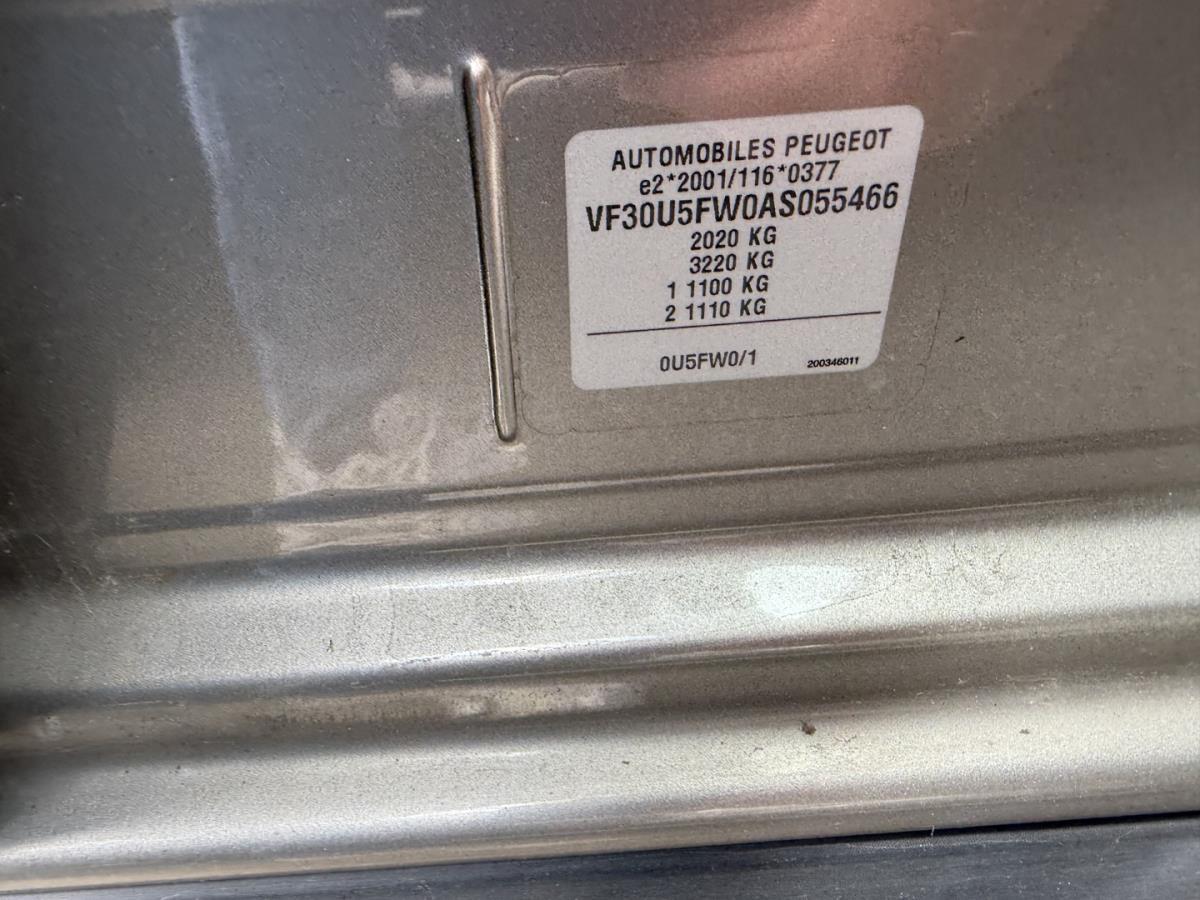 AUTOMOBILES PEUGEOT
e2*2001/116*0377
VF30U5FW0AS055466
2020 KG
3220 KG
1 1100 KG
2 1110 KG
0U5FW0/1
200346011